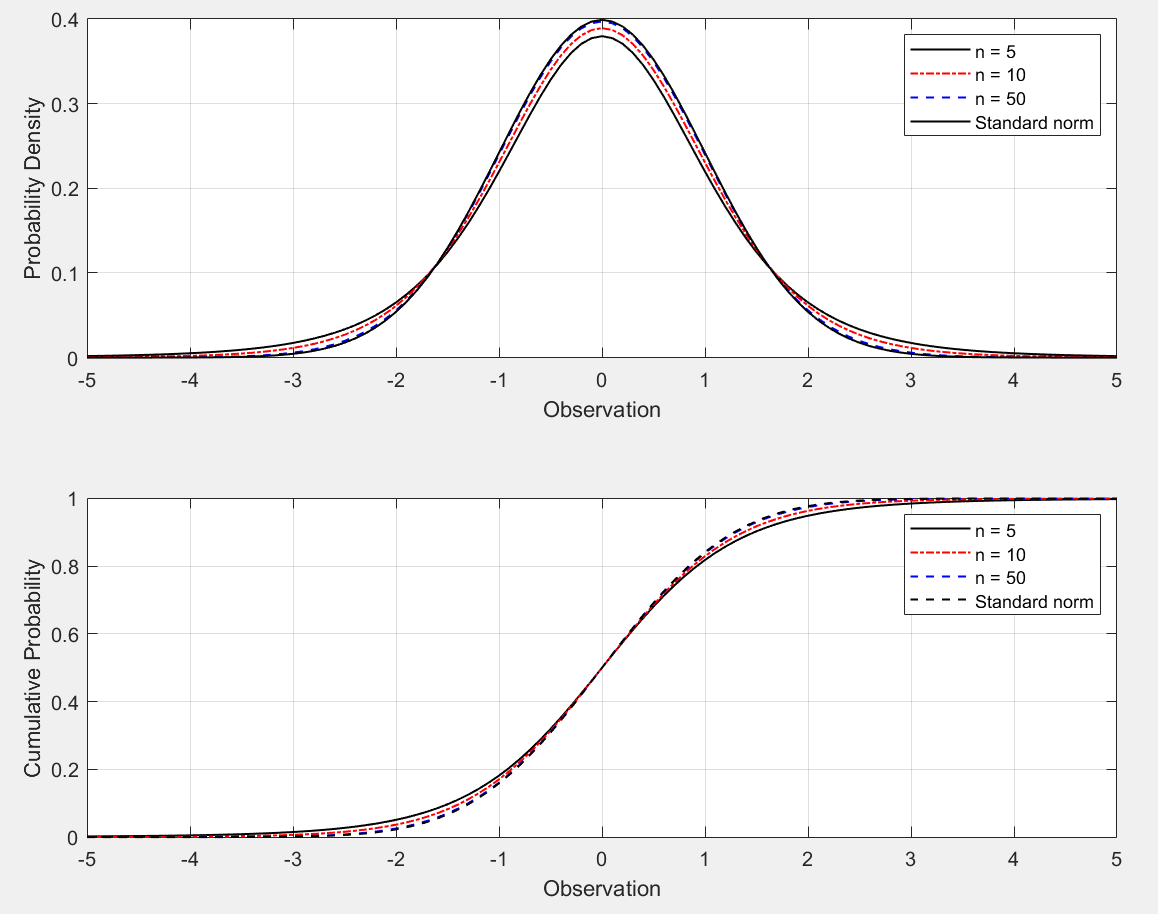 0.4
0.3
0.2
0.1
0
Probability Density
n = 5
n = 10
n = 50
Standard norm
-5 -4 -3 -2 -1 0 1 2 3 4 5
Observation
1
0.8
0.6
0.4
0.2
0
Cumulative Probability
n = 5
n = 10
n = 50
Standard norm
-5 -4 -3 -2 -1 0 1 2 3 4 5
Observation